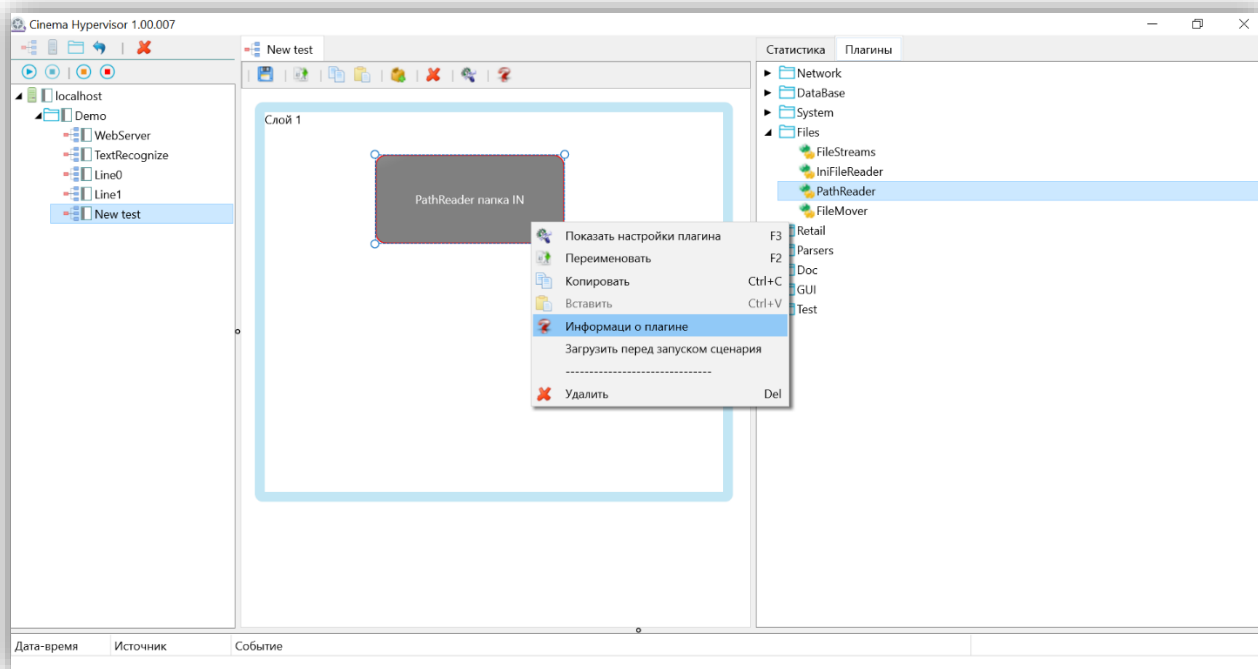 Cinema Hypervisor 1.00.007
New test
Статистика Плагины
localhost
Demo
WebServer
TextRecognize
Line0
Line1
New test
Слой 1
PathReader папка IN
Показать настройки плагина F3
Переименовать F2
Копировать Ctrl+C
Вставить Ctrl+V
Информаци о плагине
Загрузить перед запуском сценария
-------------------------------
Удалить Del
Network
DataBase
System
Files
FileStreams
IniFileReader
PathReader
FileMover
Retail
Parsers
Doc
GUI
Test
Дата-время Источник Событие